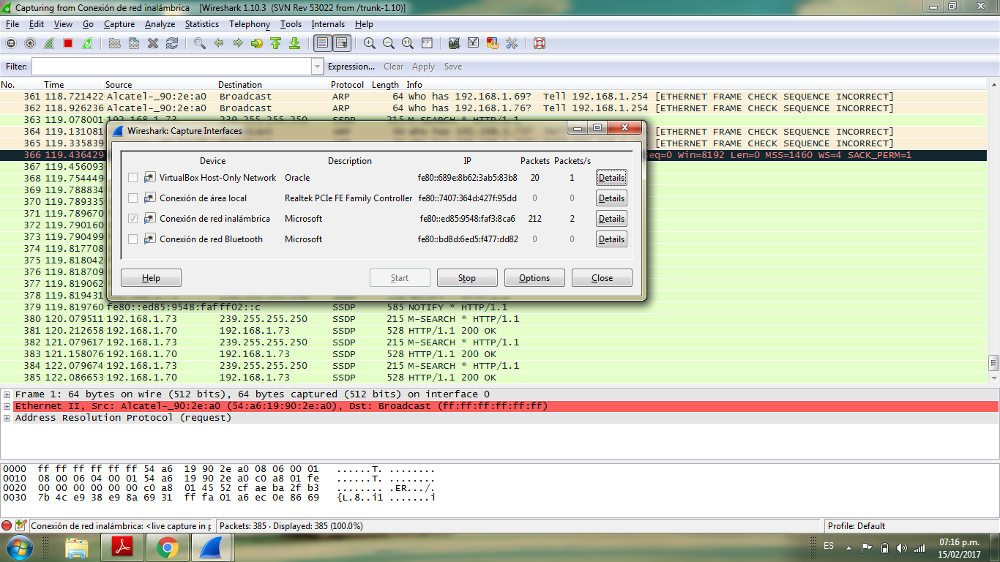 Capturing from Conexión de red inalámbrica [Wireshark 1.10.3 (SVN Rev 53022 from /trunk-1.10)]
File Edit View Go Capture Analyze Statistics Telephony Tools Internals Help
Filter: Expression... Clear Apply Save
No. Time Source Destination Protocol Length Info
361 118.721422 Alcatel-_90:2e:a0 Broadcast ARP 64 Who has 192.168.1.69? Tell 192.168.1.254 [ETHERNET FRAME CHECK SEQUENCE INCORRECT]
362 118.926236 Alcatel-_90:2e:a0 Broadcast ARP 64 Who has 192.168.1.76? Tell 192.168.1.254 [ETHERNET FRAME CHECK SEQUENCE INCORRECT]
363 119.078001 192.168.1.73 239.255.255.250 SSDP 215 M-SEARCH * HTTP/1.1
364 119.131081 [ETHERNET FRAME CHECK SEQUENCE INCORRECT]
365 119.335839 [ETHERNET FRAME CHECK SEQUENCE INCORRECT]
366 119.436429 Seq=0 Win=8192 Len=0 MSS=1460 WS=4 SACK_PERM=1
367 119.456093
368 119.754449
369 119.788834
370 119.789335
371 119.789670
372 119.790160
373 119.790499
374 119.817708
375 119.818042
376 119.818709
377 119.819062
378 119.819431
379 119.819760 fe80::ed85:9548:faf ff02::c SSDP 585 NOTIFY * HTTP/1.1
380 120.079511 192.168.1.73 239.255.255.250 SSDP 215 M-SEARCH * HTTP/1.1
381 120.212658 192.168.1.70 192.168.1.73 SSDP 528 HTTP/1.1 200 OK
382 121.079617 192.168.1.73 239.255.255.250 SSDP 215 M-SEARCH * HTTP/1.1
383 121.158076 192.168.1.70 192.168.1.73 SSDP 528 HTTP/1.1 200 OK
384 122.079674 192.168.1.73 239.255.255.250 SSDP 215 M-SEARCH * HTTP/1.1
385 122.086653 192.168.1.70 192.168.1.73 SSDP 528 HTTP/1.1 200 OK
Wireshark: Capture Interfaces
Device Description IP Packets Packets/s
VirtualBox Host-Only Network Oracle fe80::689e:8b62:3ab5:83b8 20 1 Details
Conexión de área local Realtek PCIe FE Family Controller fe80::7407:364d:427f:95dd 0 0 Details
Conexión de red inalámbrica Microsoft fe80::ed85:9548:faf3:8ca6 212 2 Details
Conexión de red Bluetooth Microsoft fe80::bd8d:6ed5:f477:dd82 0 0 Details
Help Start Stop Options Close
Frame 1: 64 bytes on wire (512 bits), 64 bytes captured (512 bits) on interface 0
Ethernet II, Src: Alcatel-_90:2e:a0 (54:a6:19:90:2e:a0), Dst: Broadcast (ff:ff:ff:ff:ff:ff)
Address Resolution Protocol (request)
0000 ff ff ff ff ff ff 54 a6 19 90 2e a0 08 06 00 01 ......T. ........
0010 08 00 06 04 00 01 54 a6 19 90 2e a0 c0 a8 01 fe ......T. ........
0020 00 00 00 00 00 00 c0 a8 01 45 52 cf ae ba 2f b3 ........ .ER.../.
0030 7b 4c e9 38 e9 8a 69 31 ff fa 01 a6 ec 0e 86 69 {L.8..i1 .......i
Conexión de red inalámbrica: <live capture in p Packets: 385 · Displayed: 385 (100.0%) Profile: Default
ES 07:16 p.m.
15/02/2017